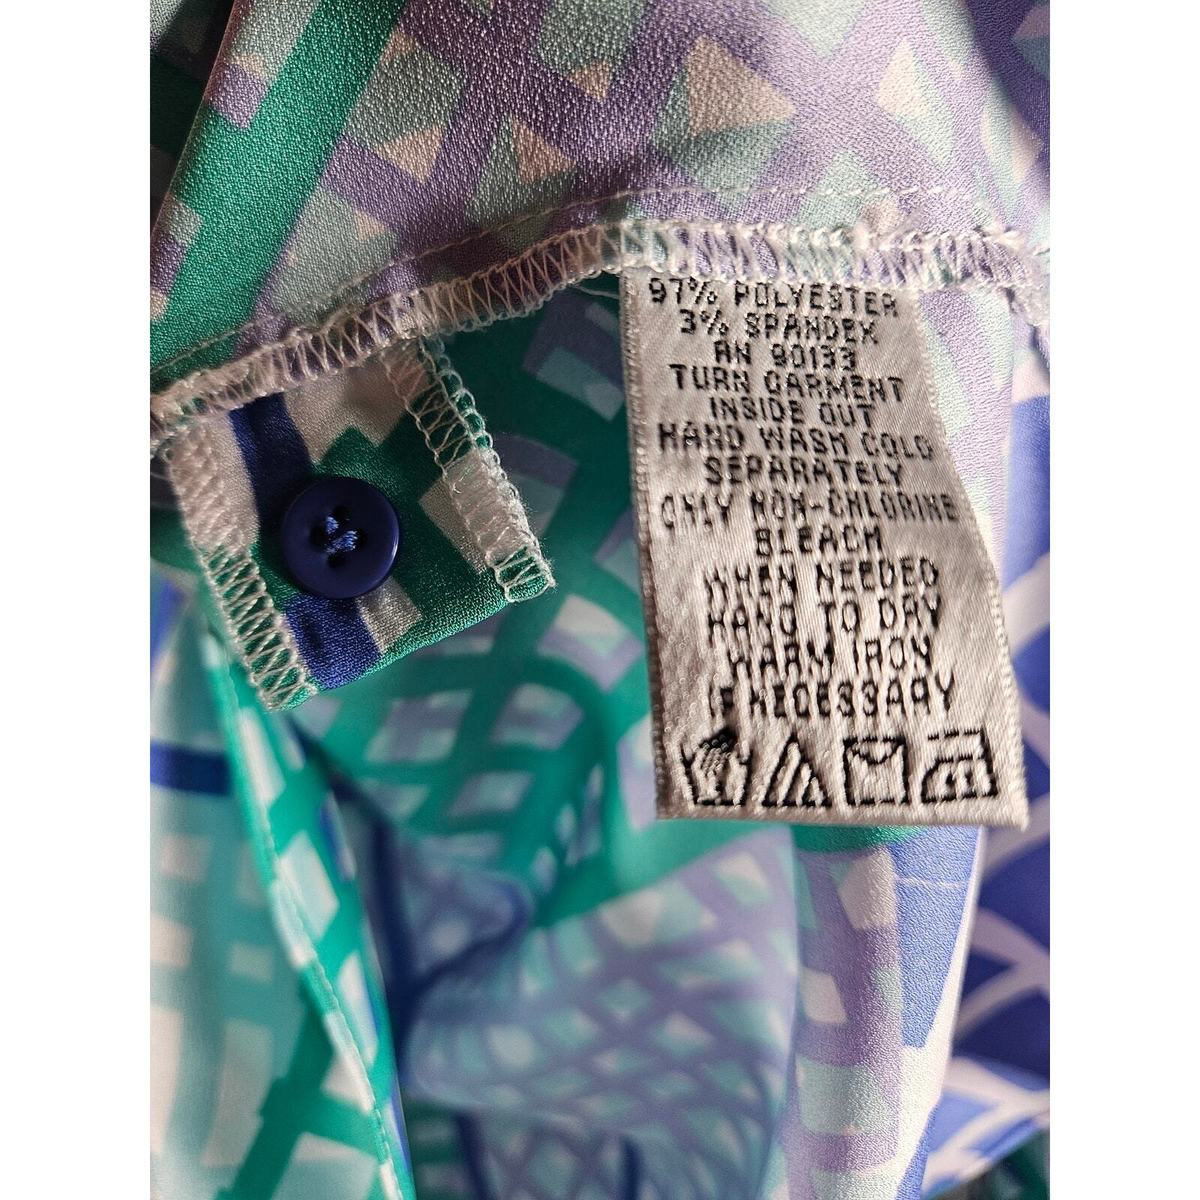 97% POLYESTER
3% SPANDEX
RN 90133
TURN GARMENT
INSIDE OUT
HAND WASH COLD
SEPARATELY
ONLY NON-CHLORINE
BLEACH
WHEN NEEDED
HANG TO DRY
WARM IRON
IF NECESSARY